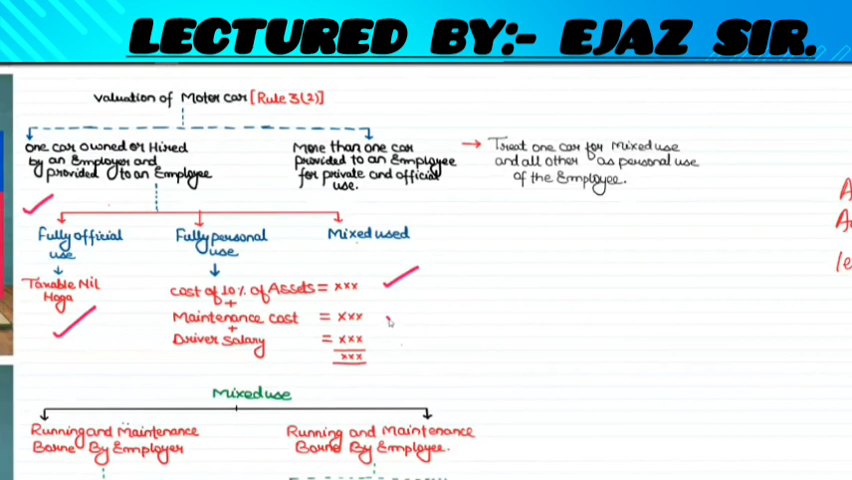 LECTURED BY:- EJAZ SIR.
Valuation of Motor car [Rule 3(2)]
one car owned or Hired
by an Employer and
provided to an Employee
More than one car
provided to an Employee
for private and official
use.
→ Treat one car for Mixed use
and all other as personal use
of the Employee.
Fully official
use
Fully personal
use
Mixed used
Taxable Nil
Hoga
cost of 10% of Assets = xxx
+
Maintenance cost = xxx
+
Driver Salary = xxx
xxx
Mixed use
Running and Maintenance
Borne By Employer
Running and Maintenance
Borne By Employee.